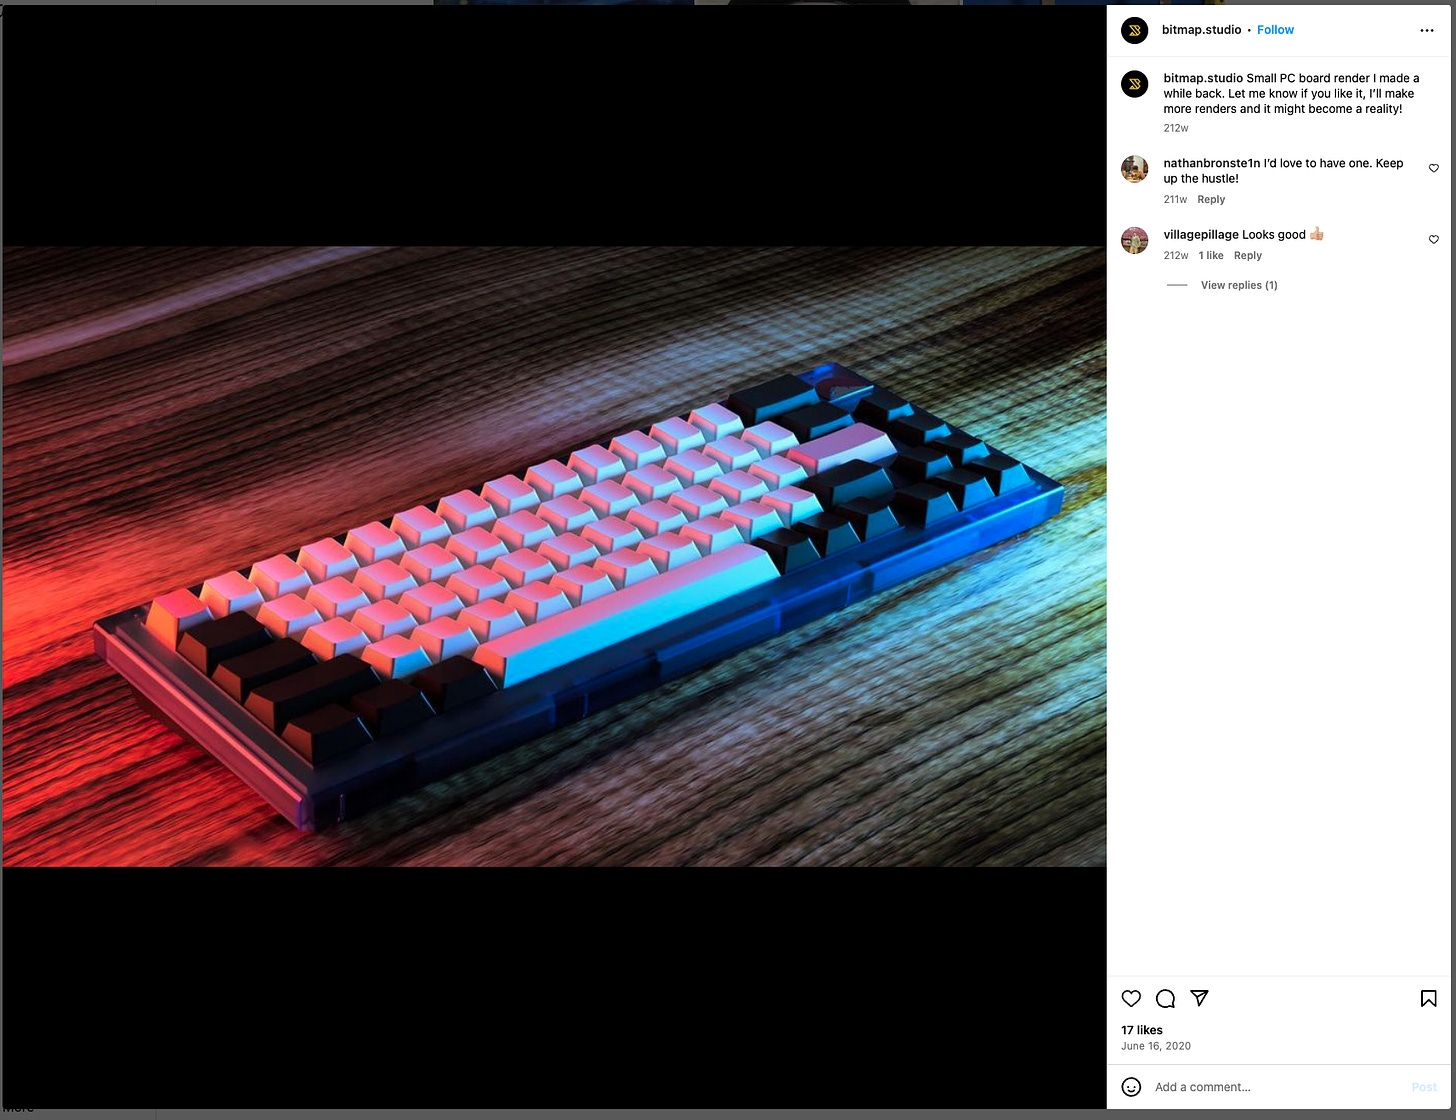 bitmap.studio • Follow
bitmap.studio Small PC board render I made a
while back. Let me know if you like it, I’ll make
more renders and it might become a reality!
212w
nathanbronste1n I’d love to have one. Keep
up the hustle!
211w Reply
villagepillage Looks good 👍🏻
212w 1 like Reply
View replies (1)
17 likes
June 16, 2020
Add a comment...
Post